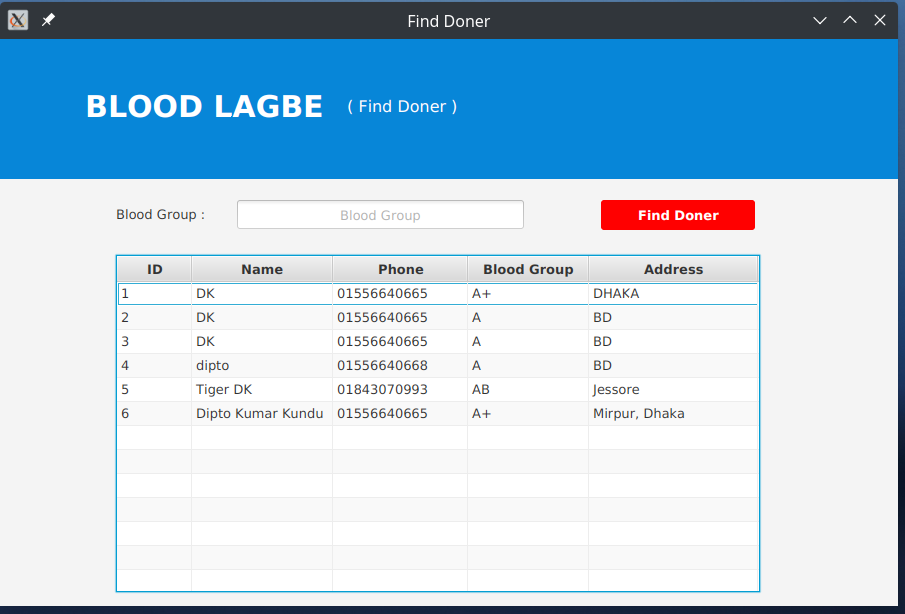 Find Doner
BLOOD LAGBE ( Find Doner )
Blood Group : Blood Group Find Doner
ID Name Phone Blood Group Address
1 DK 01556640665 A+ DHAKA
2 DK 01556640665 A BD
3 DK 01556640665 A BD
4 dipto 01556640668 A BD
5 Tiger DK 01843070993 AB Jessore
6 Dipto Kumar Kundu 01556640665 A+ Mirpur, Dhaka